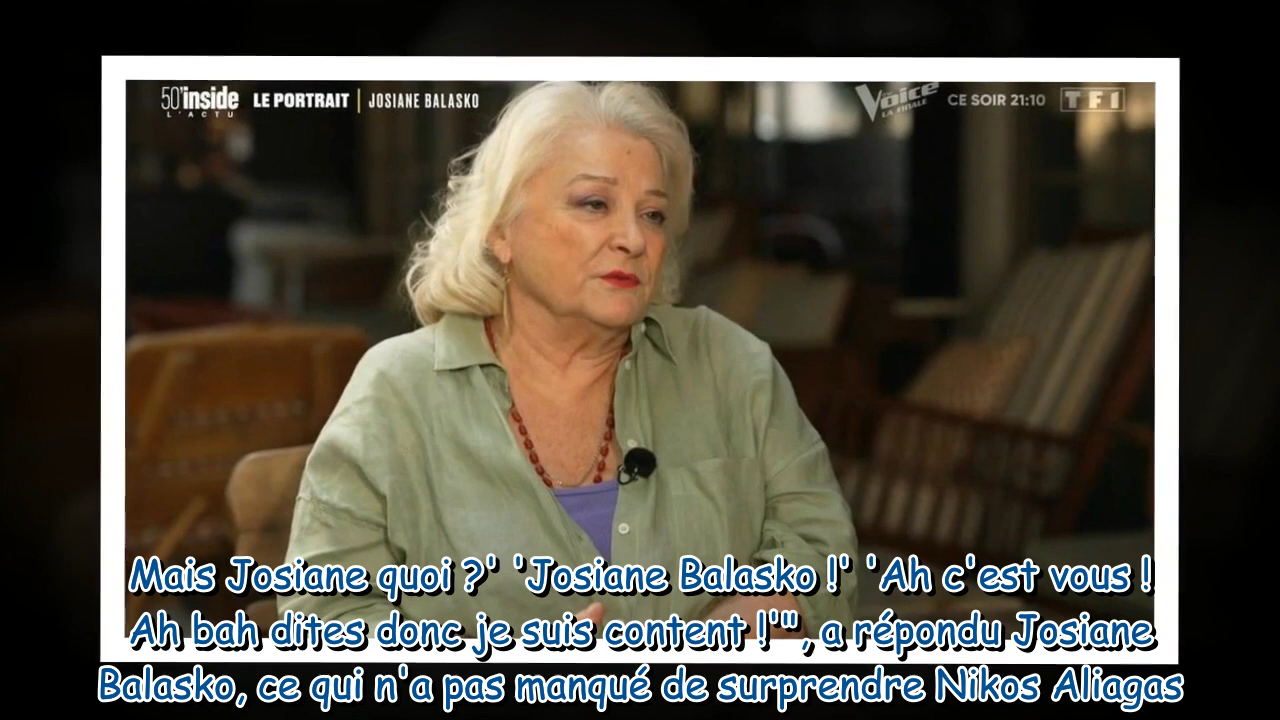 50'inside LE PORTRAIT | JOSIANE BALASKO
L'ACTU
The Voice CE SOIR 21:10 TF1
LA FINALE
Mais Josiane quoi ?' 'Josiane Balasko !' 'Ah c'est vous !
Ah bah dites donc je suis content !'", a répondu Josiane
Balasko, ce qui n'a pas manqué de surprendre Nikos Aliagas